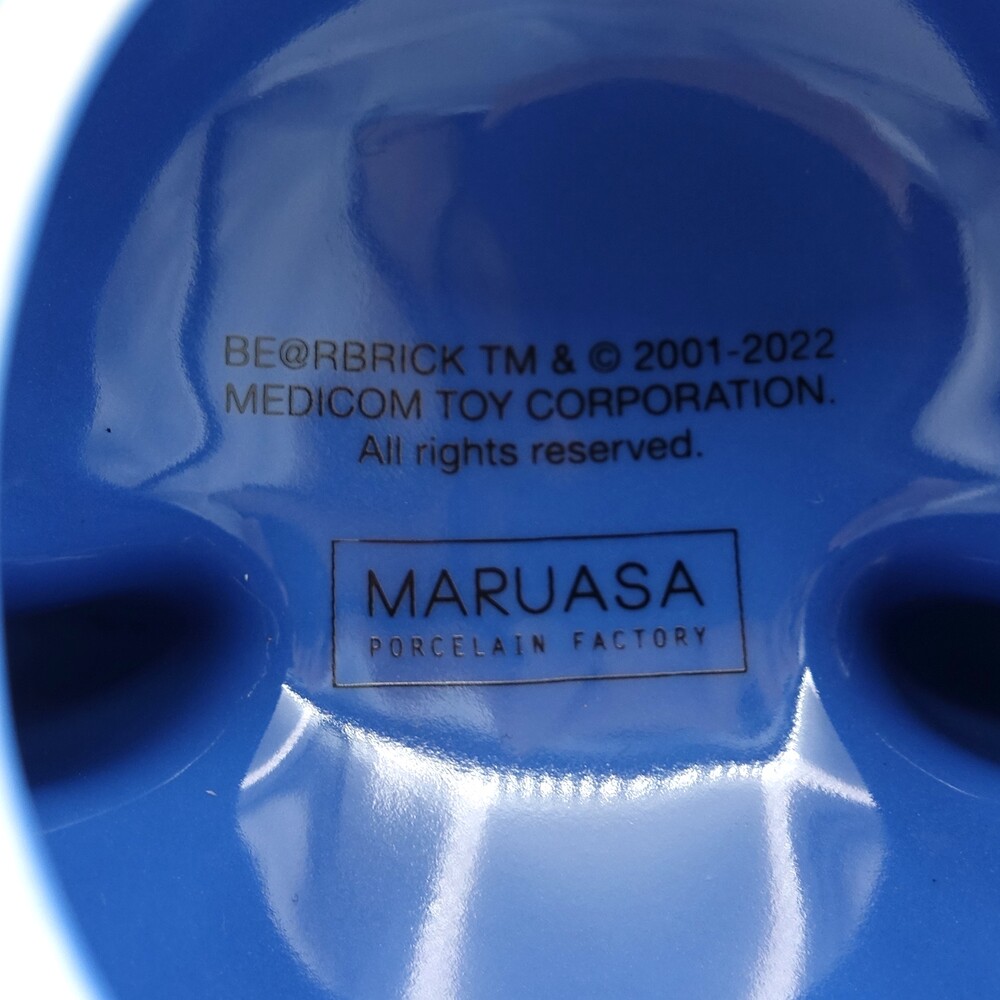 BE@RBRICK TM & © 2001-2022
MEDICOM TOY CORPORATION.
All rights reserved.
MARUASA
PORCELAIN FACTORY